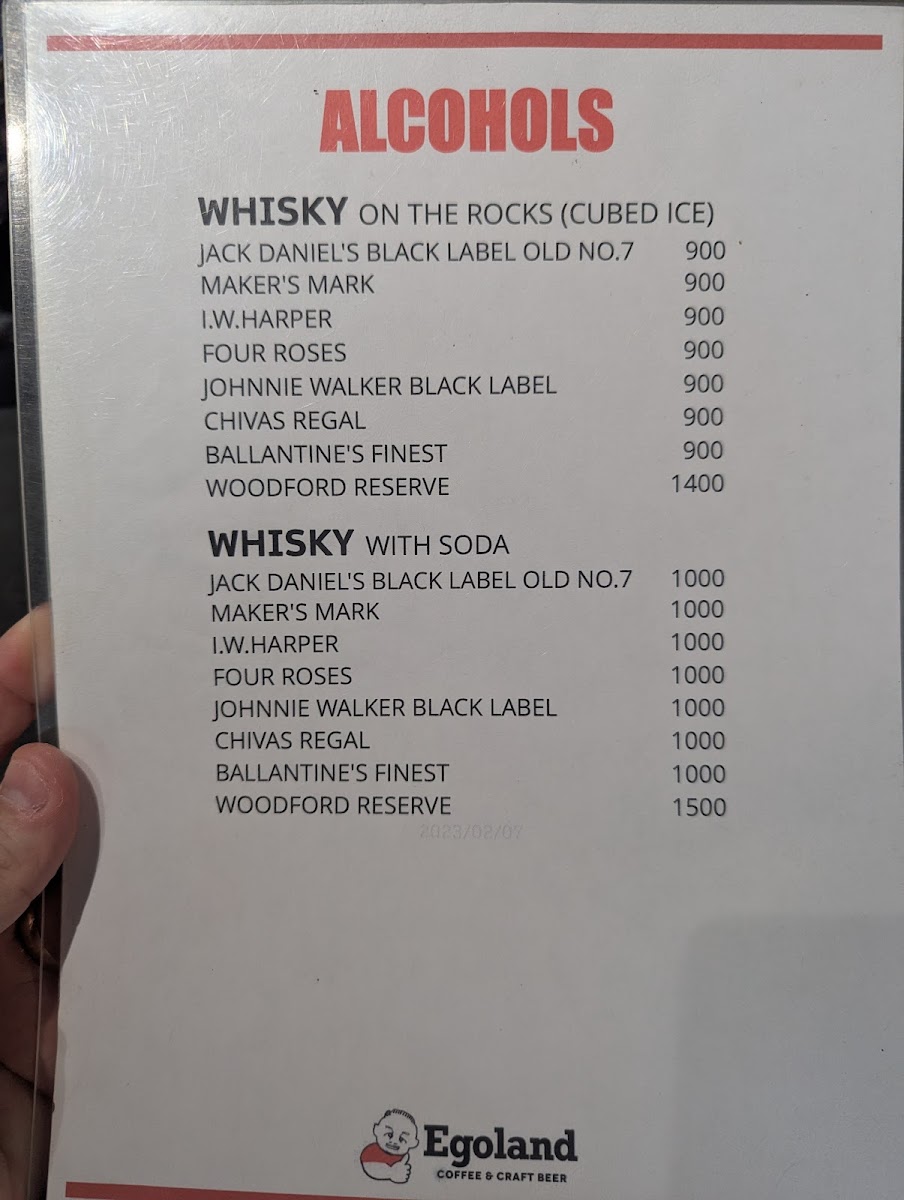 ALCOHOLS
WHISKY ON THE ROCKS (CUBED ICE)
JACK DANIEL'S BLACK LABEL OLD NO.7 900
MAKER'S MARK 900
I.W.HARPER 900
FOUR ROSES 900
JOHNNIE WALKER BLACK LABEL 900
CHIVAS REGAL 900
BALLANTINE'S FINEST 900
WOODFORD RESERVE 1400
WHISKY WITH SODA
JACK DANIEL'S BLACK LABEL OLD NO.7 1000
MAKER'S MARK 1000
I.W.HARPER 1000
FOUR ROSES 1000
JOHNNIE WALKER BLACK LABEL 1000
CHIVAS REGAL 1000
BALLANTINE'S FINEST 1000
WOODFORD RESERVE 1500
2023/02/07
Egoland
COFFEE & CRAFT BEER